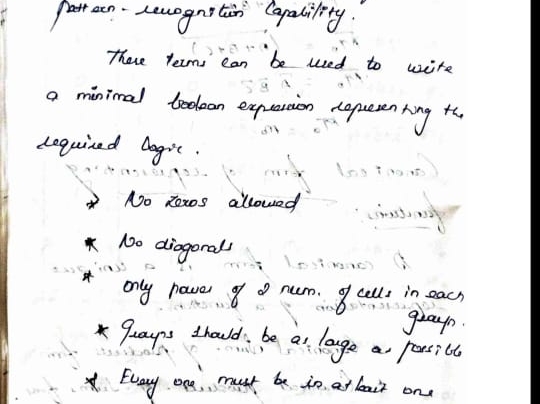 pattern-recognition Capability.
These terms can be used to write
a minimal boolean expression representing the
required Logic.
* No zeros allowed
* No diagonals
* only power of 2 num. of cells in each
group.
* Groups should be as large as possible
* Every one must be in atleast one